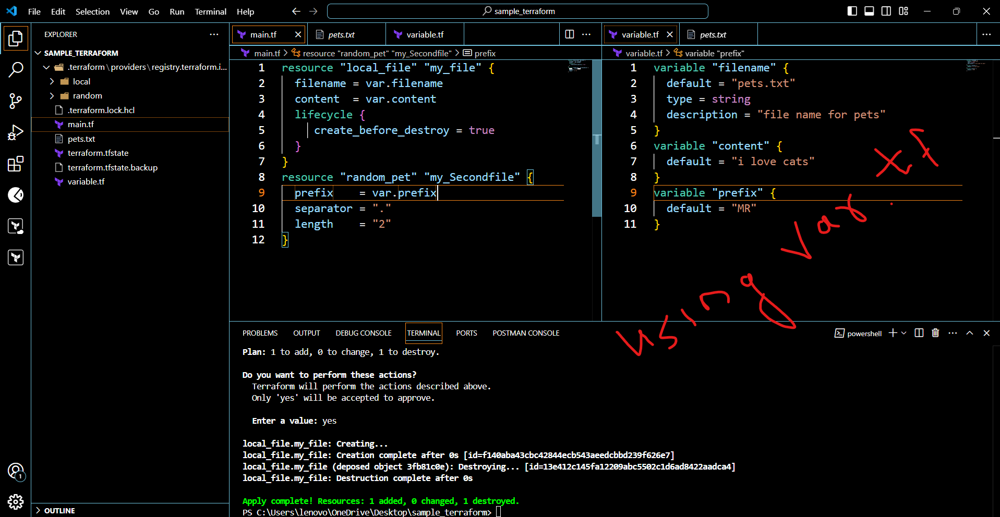 File Edit Selection View Go Run Terminal Help
sample_terraform
EXPLORER
SAMPLE_TERRAFORM
.terraform\providers\registry.terraform.i...
local
random
.terraform.lock.hcl
main.tf
pets.txt
terraform.tfstate
terraform.tfstate.backup
variable.tf
OUTLINE
1
main.tf pets.txt variable.tf
main.tf > resource "random_pet" "my_Secondfile" > prefix
1 resource "local_file" "my_file" {
2 filename = var.filename
3 content  = var.content
4 lifecycle {
5 create_before_destroy = true
6 }
7 }
8 resource "random_pet" "my_Secondfile" {
9 prefix    = var.prefix
10 separator = "."
11 length    = "2"
12 }
variable.tf pets.txt
variable.tf > variable "prefix"
1 variable "filename" {
2 default = "pets.txt"
3 type = string
4 description = "file name for pets"
5 }
6 variable "content" {
7 default = "i love cats"
8 }
9 variable "prefix" {
10 default = "MR"
11 }
using var.
PROBLEMS OUTPUT DEBUG CONSOLE TERMINAL PORTS POSTMAN CONSOLE
powershell
Plan: 1 to add, 0 to change, 1 to destroy.
Do you want to perform these actions?
Terraform will perform the actions described above.
Only 'yes' will be accepted to approve.
Enter a value: yes
local_file.my_file: Creating...
local_file.my_file: Creation complete after 0s [id=f140aba43cbc42844ecb543aeedcbbd239f626e7]
local_file.my_file (deposed object 3fb81c0e): Destroying... [id=13e412c145fa12209abc5502c1d6ad8422aadca4]
local_file.my_file: Destruction complete after 0s
Apply complete! Resources: 1 added, 0 changed, 1 destroyed.
PS C:\Users\lenovo\OneDrive\Desktop\sample_terraform>